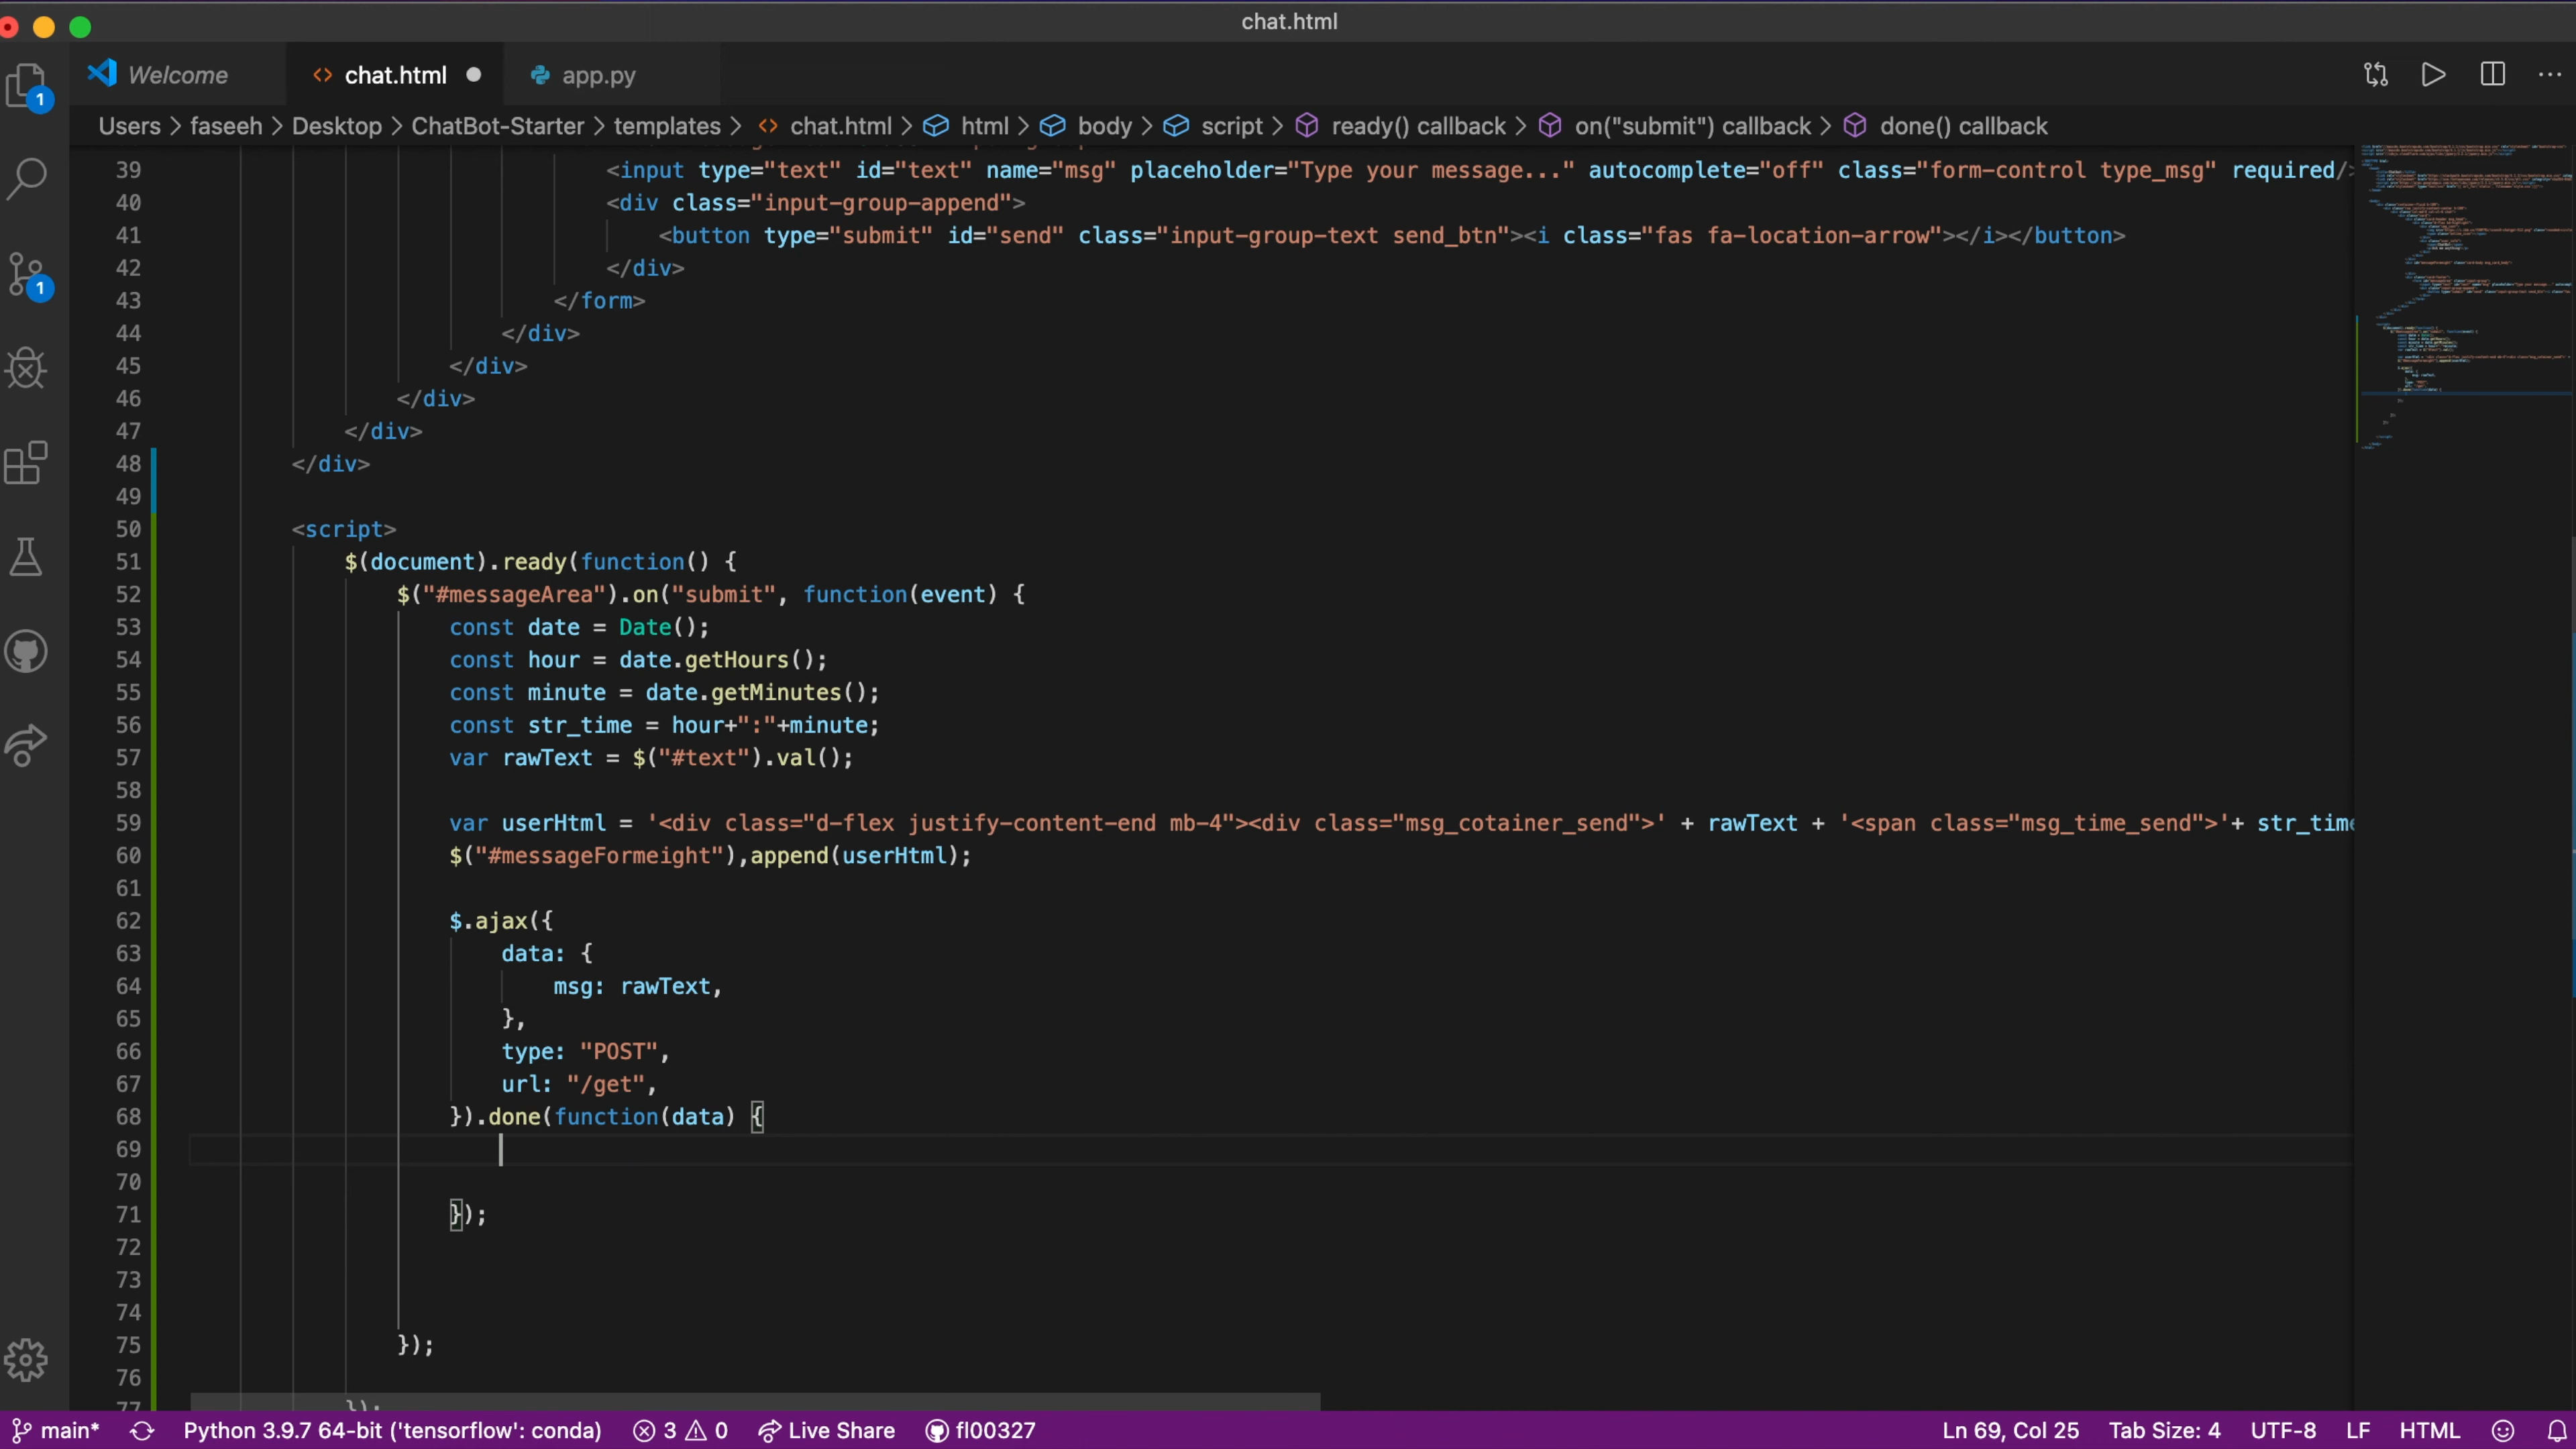 chat.html
Welcome
chat.html
app.py
1
Users > faseeh > Desktop > ChatBot-Starter > templates > <> chat.html > html > body > script > ready() callback > on("submit") callback > done() callback
39 <input type="text" id="text" name="msg" placeholder="Type your message..." autocomplete="off" class="form-control type_msg" required/>
40 <div class="input-group-append">
41 <button type="submit" id="send" class="input-group-text send_btn"><i class="fas fa-location-arrow"></i></button>
42 </div>
43 </form>
44 </div>
45 </div>
46 </div>
47 </div>
48 </div>
49
50 <script>
51 $(document).ready(function() {
52 $("#messageArea").on("submit", function(event) {
53 const date = Date();
54 const hour = date.getHours();
55 const minute = date.getMinutes();
56 const str_time = hour+":"+minute;
57 var rawText = $("#text").val();
58
59 var userHtml = '<div class="d-flex justify-content-end mb-4"><div class="msg_cotainer_send">' + rawText + '<span class="msg_time_send">'+ str_time
60 $("#messageFormeight"),append(userHtml);
61
62 $.ajax({
63 data: {
64 msg: rawText,
65 },
66 type: "POST",
67 url: "/get",
68 }).done(function(data) {
69
70
71 });
72
73
74
75 });
76
77 });
1
main* Python 3.9.7 64-bit ('tensorflow': conda) 3 0 Live Share fl00327 Ln 69, Col 25 Tab Size: 4 UTF-8 LF HTML